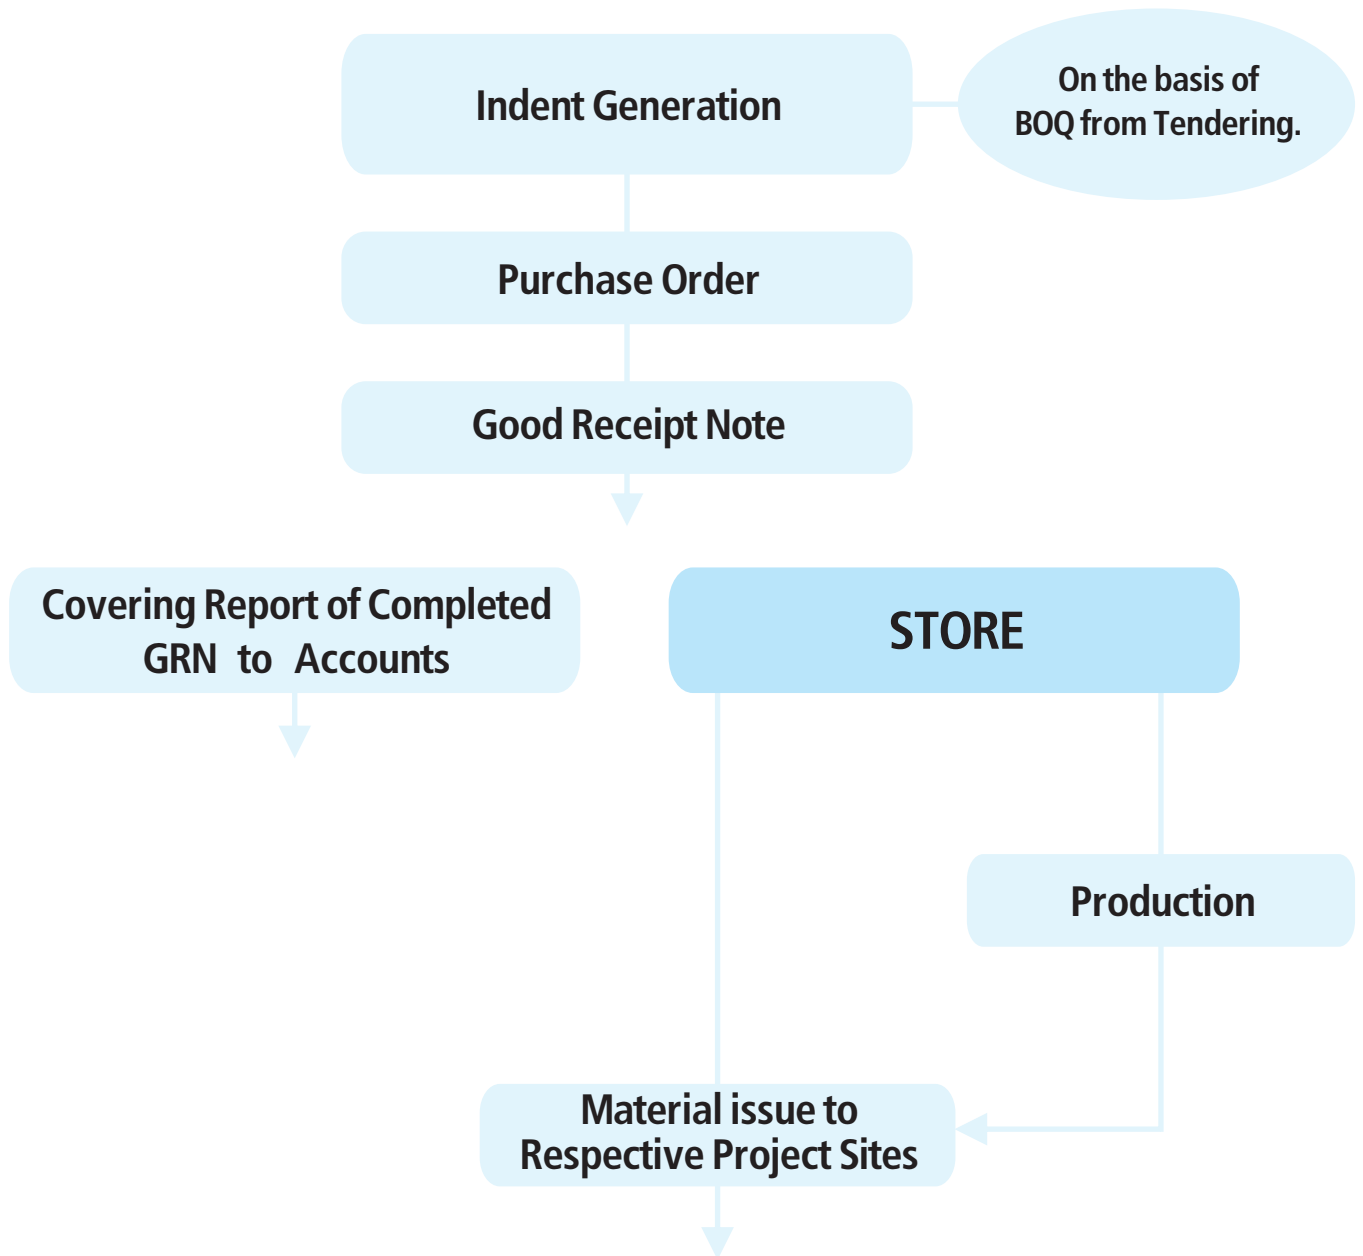 Indent Generation
On the basis of
BOQ from Tendering.
Purchase Order
Good Receipt Note
Covering Report of Completed
GRN to Accounts
STORE
Production
Material issue to
Respective Project Sites